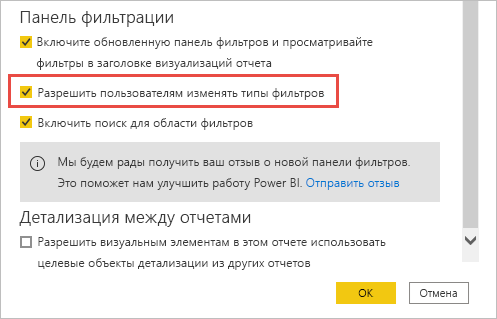 Панель фильтрации
Включите обновленную панель фильтров и просматривайте
фильтры в заголовке визуализаций отчета
Разрешить пользователям изменять типы фильтров
Включить поиск для области фильтров
Мы будем рады получить ваш отзыв о новой панели фильтров.
Это поможет нам улучшить работу Power BI. Отправить отзыв
Детализация между отчетами
Разрешить визуальным элементам в этом отчете использовать
целевые объекты детализации из других отчетов
ОК
Отмена